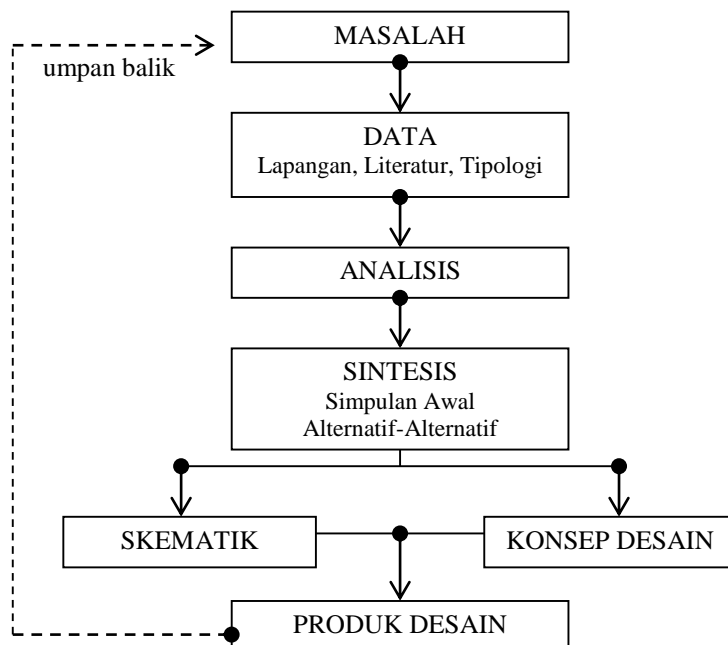 MASALAH
umpan balik
DATA
Lapangan, Literatur, Tipologi
ANALISIS
SINTESIS
Simpulan Awal
Alternatif-Alternatif
SKEMATIK
KONSEP DESAIN
PRODUK DESAIN